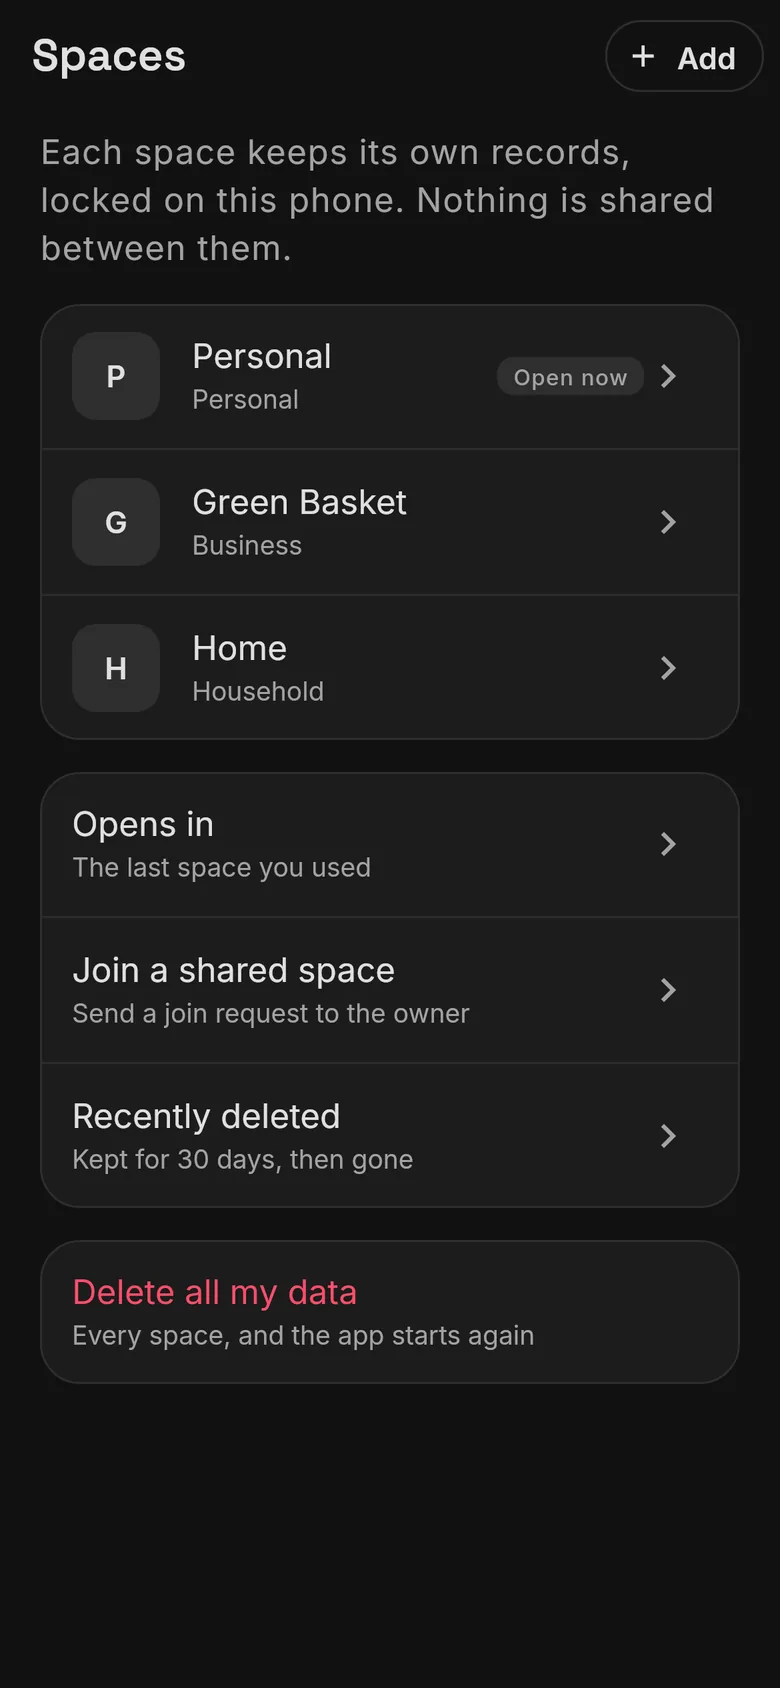 Spaces
+ Add
Each space keeps its own records,
locked on this phone. Nothing is shared
between them.
P
Personal
Personal
Open now
G
Green Basket
Business
H
Home
Household
Opens in
The last space you used
Join a shared space
Send a join request to the owner
Recently deleted
Kept for 30 days, then gone
Delete all my data
Every space, and the app starts again